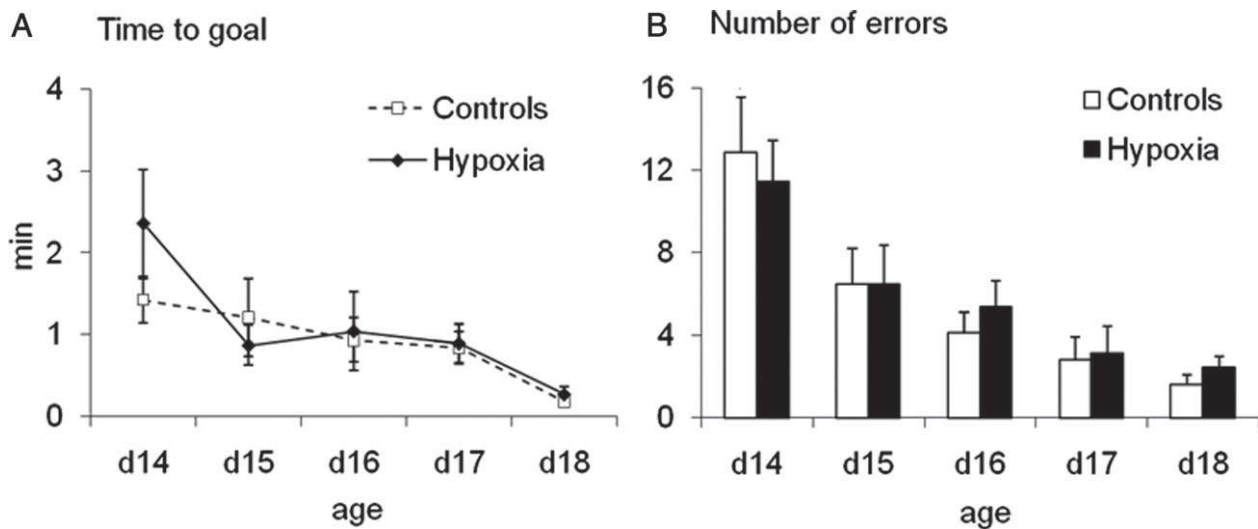 A Time to goal
4
3
2
1
0
min
Controls
Hypoxia
d14 d15 d16 d17 d18
age
B Number of errors
16
12
8
4
0
Controls
Hypoxia
d14 d15 d16 d17 d18
age